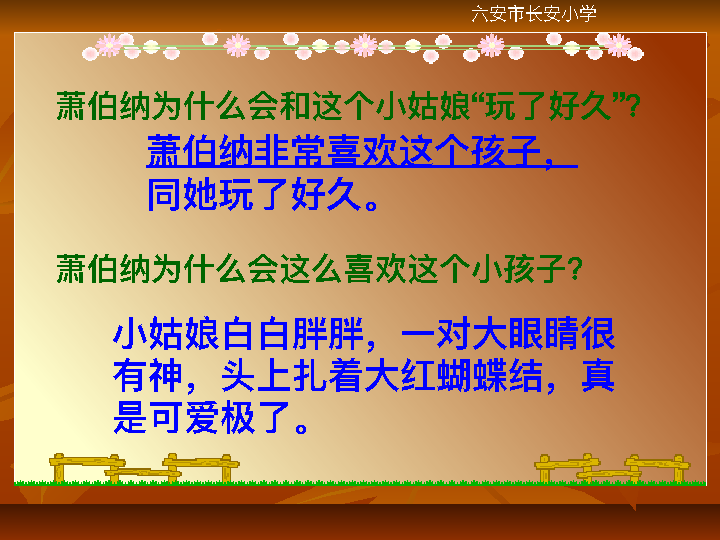 六安市长安小学
萧伯纳为什么会和这个小姑娘“玩了好久”?
萧伯纳非常喜欢这个孩子，
同她玩了好久。
萧伯纳为什么会这么喜欢这个小孩子?
小姑娘白白胖胖，一对大眼睛很
有神，头上扎着大红蝴蝶结，真
是可爱极了。